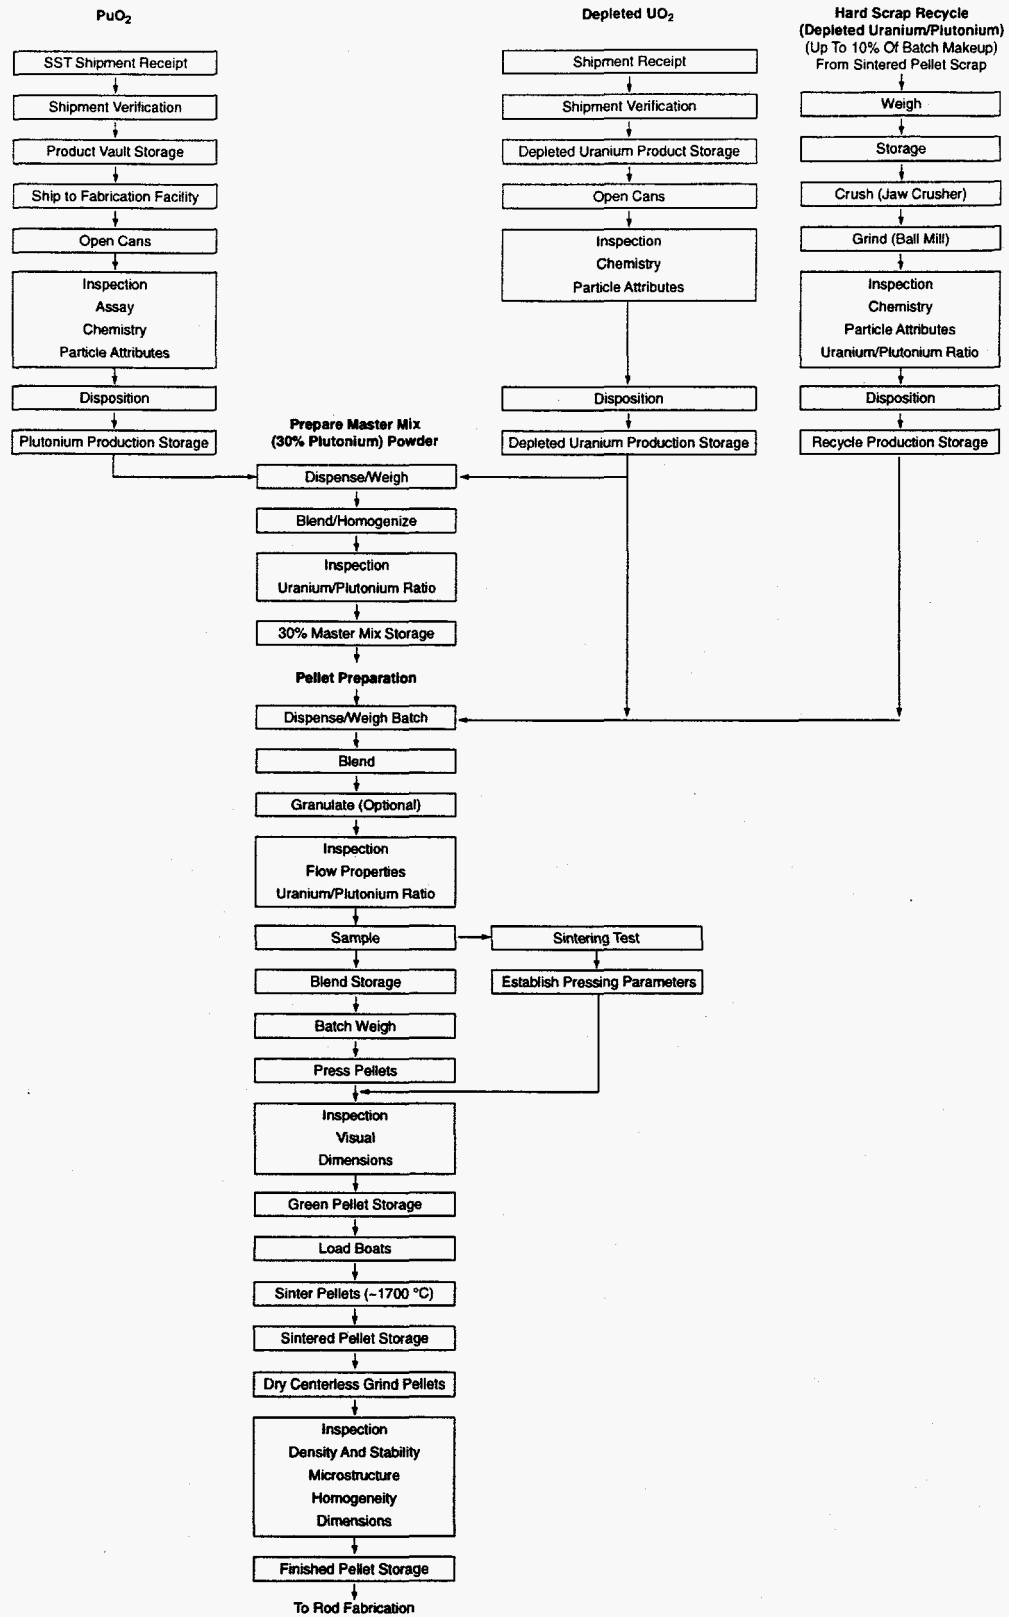 PuO₂
SST Shipment Receipt
Shipment Verification
Product Vault Storage
Ship to Fabrication Facility
Open Cans
Inspection
Assay
Chemistry
Particle Attributes
Disposition
Plutonium Production Storage
Depleted UO₂
Shipment Receipt
Shipment Verification
Depleted Uranium Product Storage
Open Cans
Inspection
Chemistry
Particle Attributes
Disposition
Depleted Uranium Production Storage
Hard Scrap Recycle
(Depleted Uranium/Plutonium)
(Up To 10% Of Batch Makeup)
From Sintered Pellet Scrap
Weigh
Storage
Crush (Jaw Crusher)
Grind (Ball Mill)
Inspection
Chemistry
Particle Attributes
Uranium/Plutonium Ratio
Disposition
Recycle Production Storage
Prepare Master Mix
(30% Plutonium) Powder
Dispense/Weigh
Blend/Homogenize
Inspection
Uranium/Plutonium Ratio
30% Master Mix Storage
Pellet Preparation
Dispense/Weigh Batch
Blend
Granulate (Optional)
Inspection
Flow Properties
Uranium/Plutonium Ratio
Sample
Sintering Test
Establish Pressing Parameters
Blend Storage
Batch Weigh
Press Pellets
Inspection
Visual
Dimensions
Green Pellet Storage
Load Boats
Sinter Pellets (~1700 °C)
Sintered Pellet Storage
Dry Centerless Grind Pellets
Inspection
Density And Stability
Microstructure
Homogeneity
Dimensions
Finished Pellet Storage
To Rod Fabrication